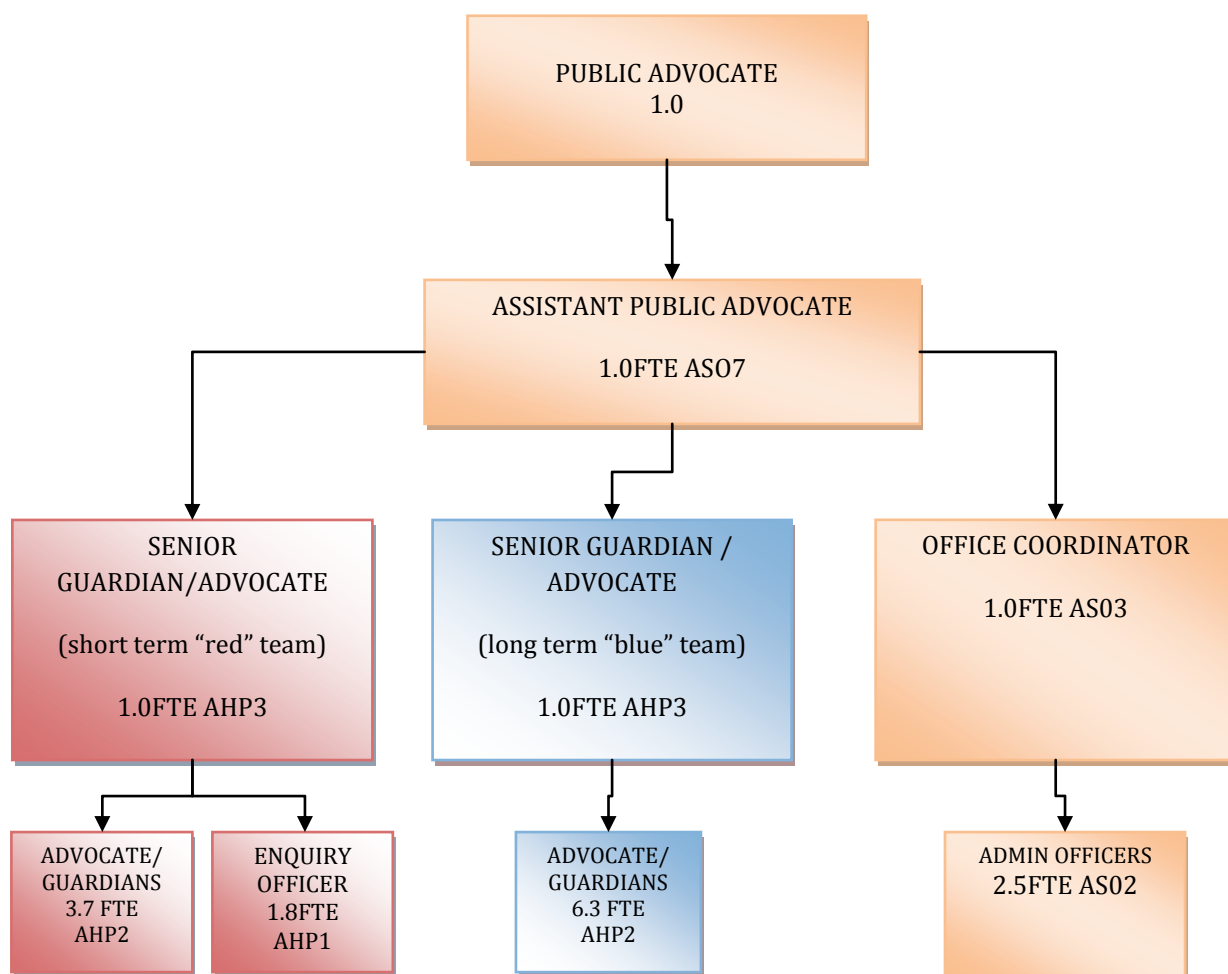 PUBLIC ADVOCATE
1.0
ASSISTANT PUBLIC ADVOCATE
1.0FTE ASO7
SENIOR
GUARDIAN/ADVOCATE
(short term “red” team)
1.0FTE AHP3
SENIOR GUARDIAN /
ADVOCATE
(long term “blue” team)
1.0FTE AHP3
OFFICE COORDINATOR
1.0FTE AS03
ADVOCATE/
GUARDIANS
3.7 FTE
AHP2
ENQUIRY
OFFICER
1.8FTE
AHP1
ADVOCATE/
GUARDIANS
6.3 FTE
AHP2
ADMIN OFFICERS
2.5FTE AS02